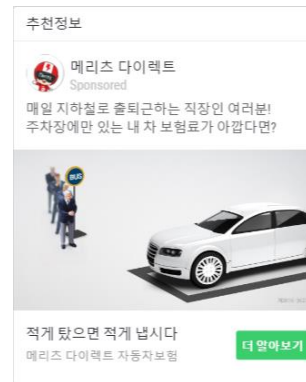 추천정보
메리츠 다이렉트
Sponsored
매일 지하철로 출퇴근하는 직장인 여러분!
주차장에만 있는 내 차 보험료가 아깝다면?
BUS
적게 탔으면 적게 냅시다
메리츠 다이렉트 자동차보험
더 알아보기